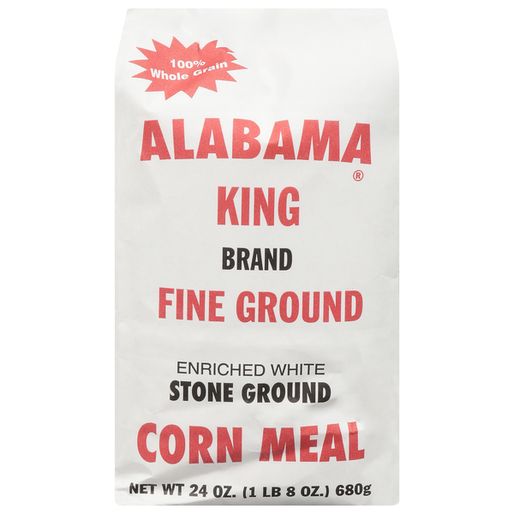 100%
Whole Grain
ALABAMA
®
KING
BRAND
FINE GROUND
ENRICHED WHITE
STONE GROUND
CORN MEAL
NET WT 24 OZ. (1 LB 8 OZ.) 680g